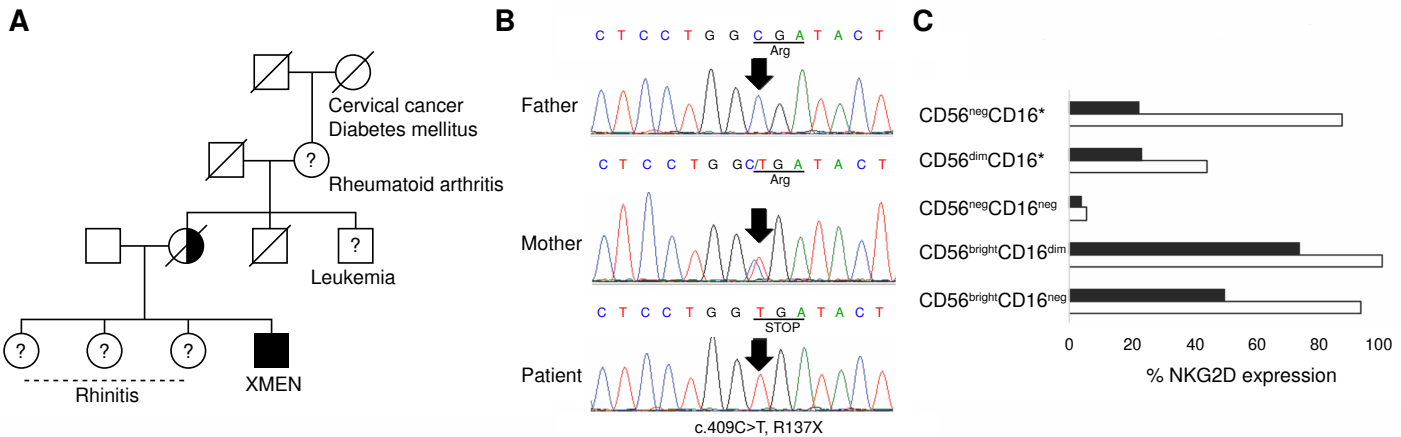 A
Cervical cancer
Diabetes mellitus
?
Rheumatoid arthritis
?
Leukemia
? ? ?
Rhinitis
XMEN
B
C T C C T G G C G A T A C T
Arg
Father
C T C C T G G C/T G A T A C T
Arg
Mother
C T C C T G G T G A T A C T
STOP
Patient
c.409C>T, R137X
C
CD56negCD16*
CD56dimCD16*
CD56negCD16neg
CD56brightCD16dim
CD56brightCD16neg
0 20 40 60 80 100
% NKG2D expression